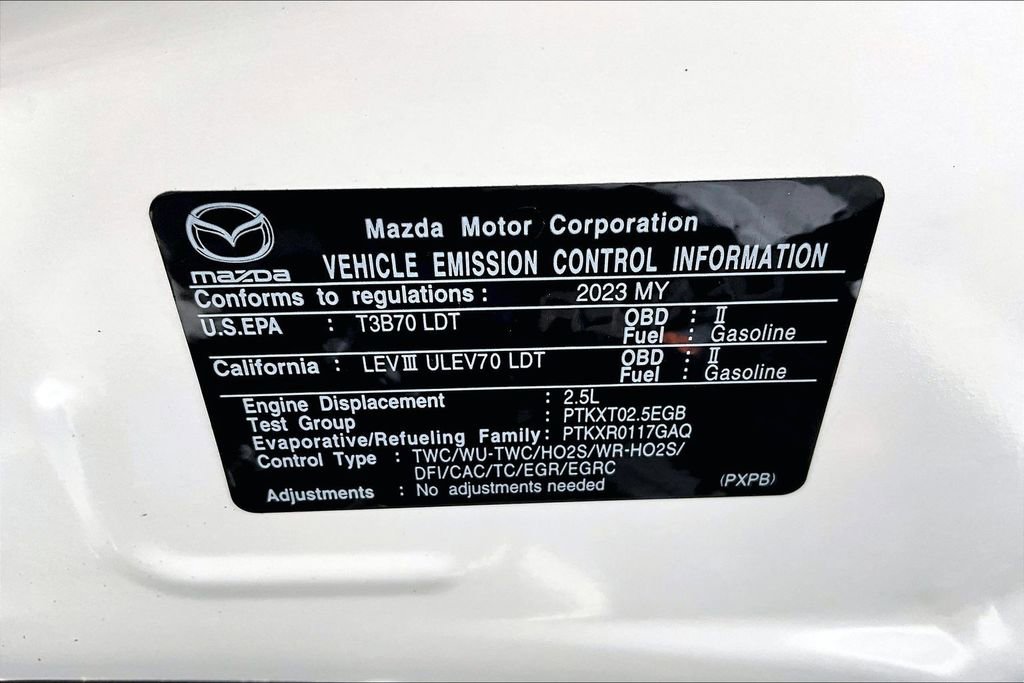 mazda
Mazda Motor Corporation
VEHICLE EMISSION CONTROL INFORMATION
Conforms to regulations : 2023 MY
U.S.EPA : T3B70 LDT OBD : II
Fuel : Gasoline
California : LEVIII ULEV70 LDT OBD : II
Fuel : Gasoline
Engine Displacement : 2.5L
Test Group : PTKXT02.5EGB
Evaporative/Refueling Family : PTKXR0117GAQ
Control Type : TWC/WU-TWC/HO2S/WR-HO2S/
DFI/CAC/TC/EGR/EGRC
Adjustments : No adjustments needed (PXPB)